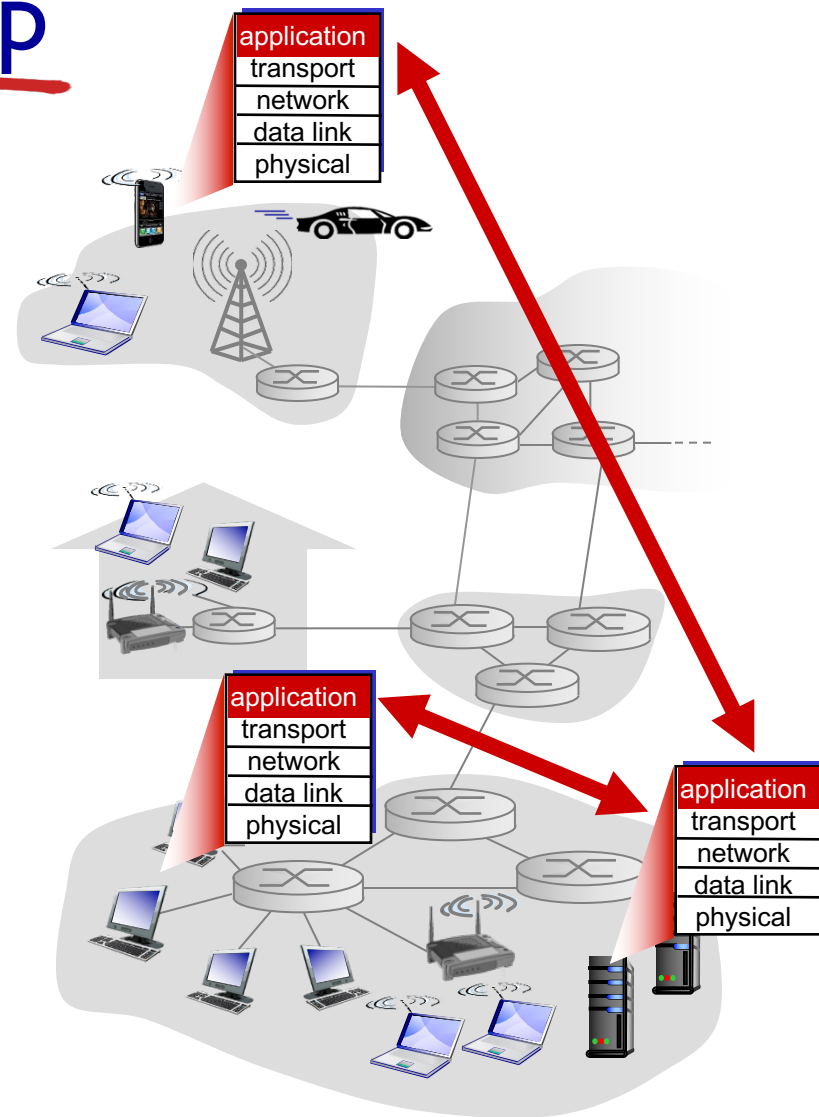 p
application
transport
network
data link
physical
application
transport
network
data link
physical
application
transport
network
data link
physical